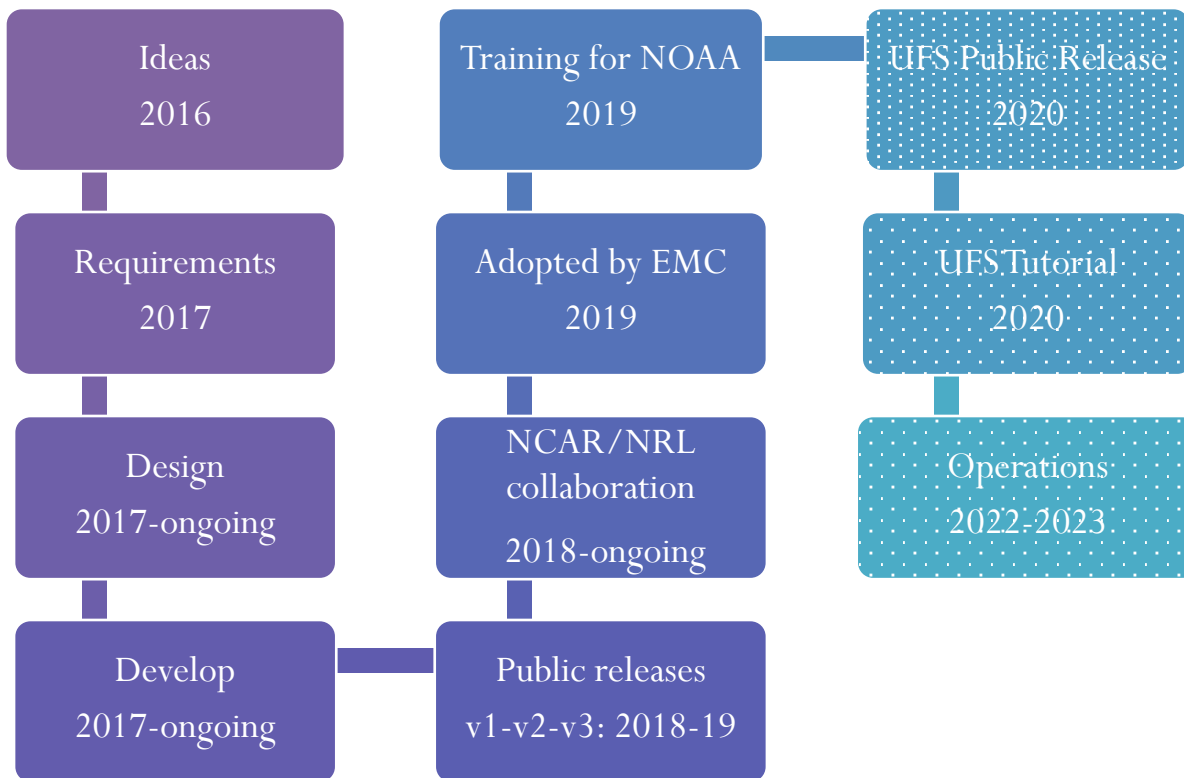 Ideas
2016
Requirements
2017
Design
2017-ongoing
Develop
2017-ongoing
Public releases
v1-v2-v3: 2018-19
NCAR/NRL
collaboration
2018-ongoing
Adopted by EMC
2019
Training for NOAA
2019
UFS Public Release
2020
UFS Tutorial
2020
Operations
2022-2023